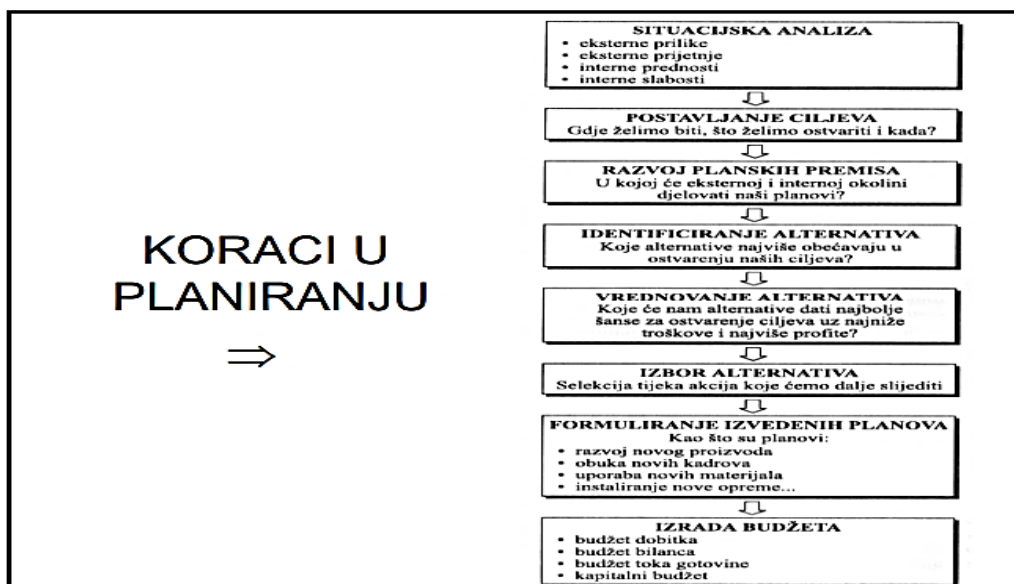 KORACI U
PLANIRANJU
⇒
SITUACIJSKA ANALIZA
• eksterne prilike
• eksterne prijetnje
• interne prednosti
• interne slabosti
POSTAVLJANJE CILJEVA
Gdje želimo biti, što želimo ostvariti i kada?
RAZVOJ PLANSKIH PREMISA
U kojoj će eksternoj i internoj okolini
djelovati naši planovi?
IDENTIFICIRANJE ALTERNATIVA
Koje alternative najviše obećavaju u
ostvarenju naših ciljeva?
VREDNOVANJE ALTERNATIVA
Koje će nam alternative dati najbolje
šanse za ostvarenje ciljeva uz najniže
troškove i najviše profite?
IZBOR ALTERNATIVA
Selekcija tijeka akcija koje ćemo dalje slijediti
FORMULIRANJE IZVEDENIH PLANOVA
Kao što su planovi:
• razvoj novog proizvoda
• obuka novih kadrova
• uporaba novih materijala
• instaliranje nove opreme...
IZRADA BUDŽETA
• budžet dobitka
• budžet bilanca
• budžet toka gotovine
• kapitalni budžet